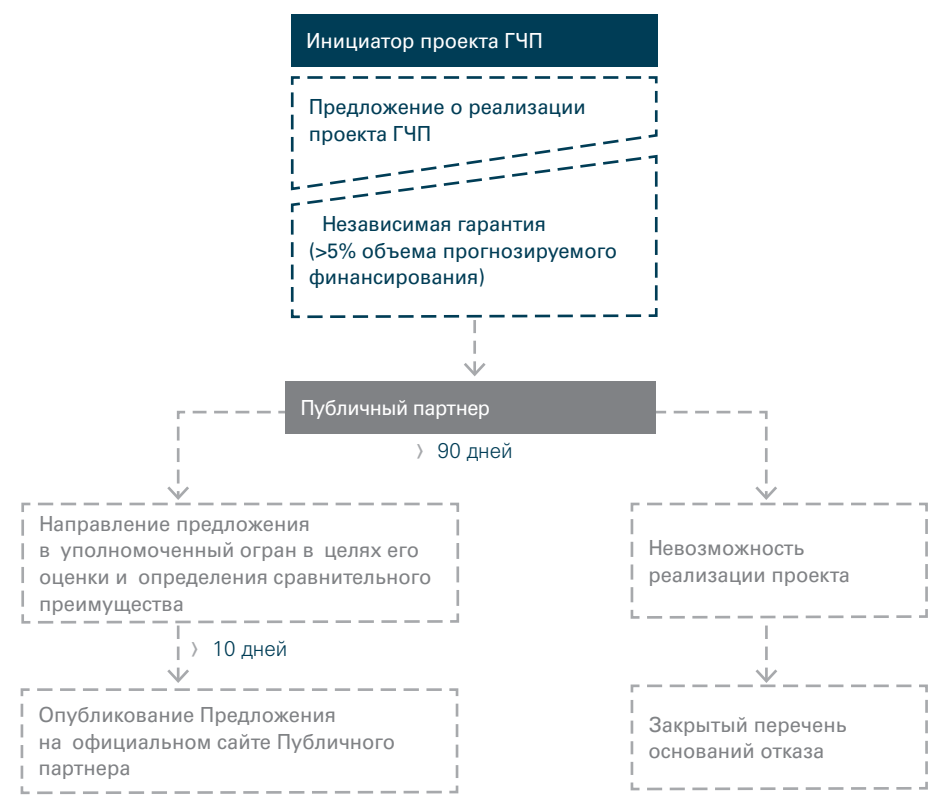 Инициатор проекта ГЧП
Предложение о реализации
проекта ГЧП
Независимая гарантия
(>5% объема прогнозируемого
финансирования)
Публичный партнер
〉 90 дней
Направление предложения
в уполномоченный огран в целях его
оценки и определения сравнительного
преимущества
Невозможность
реализации проекта
〉 10 дней
Опубликование Предложения
на официальном сайте Публичного
партнера
Закрытый перечень
оснований отказа